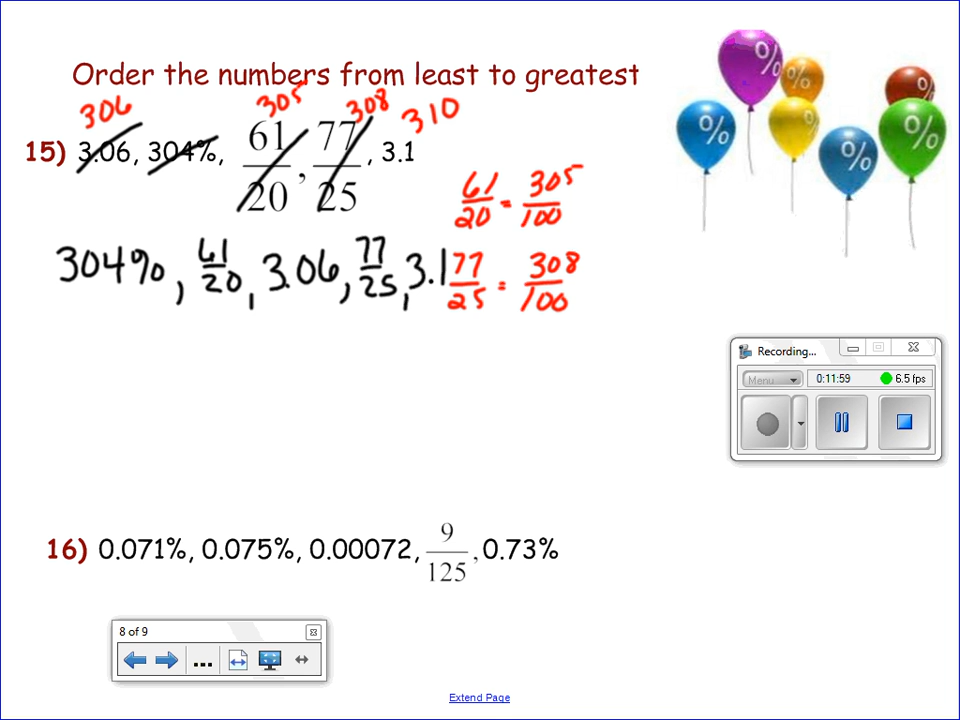 Order the numbers from least to greatest
306 305 308 310
15) 3.06, 304%, 61/20, 77/25, 3.1
61/20 = 305/100
304%, 61/20, 3.06, 77/25, 3.1
77/25 = 308/100
% % % % % % %
Recording...
Menu 0:11:59 6.5 fps
16) 0.071%, 0.075%, 0.00072, 9/125, 0.73%
8 of 9
...
Extend Page